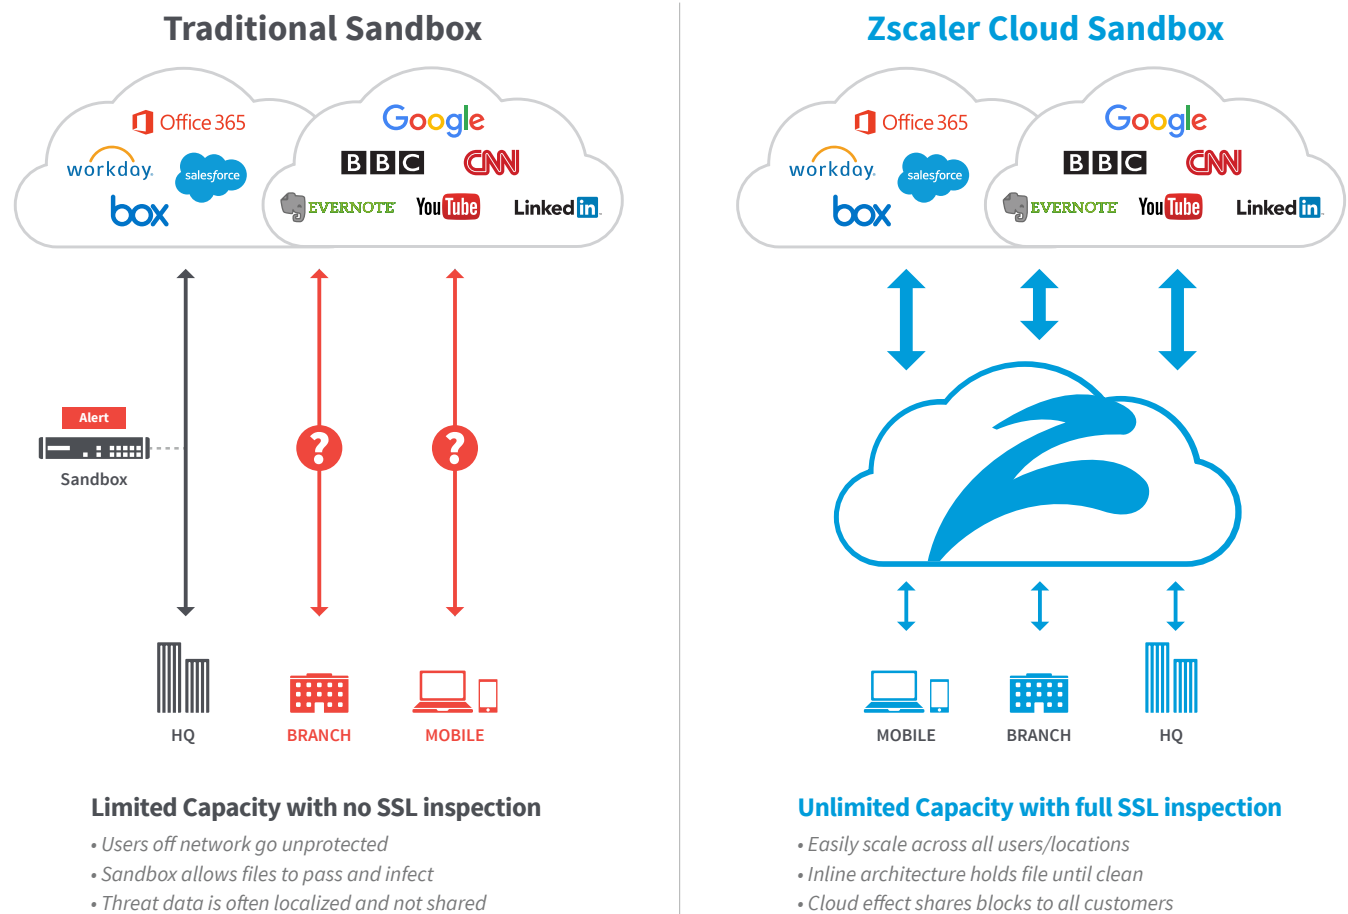 Traditional Sandbox
Office 365
workday.
salesforce
box
Google
BBC
CNN
EVERNOTE
YouTube
Linked in
Alert
Sandbox
?
?
HQ
BRANCH
MOBILE
Limited Capacity with no SSL inspection
• Users off network go unprotected
• Sandbox allows files to pass and infect
• Threat data is often localized and not shared
Zscaler Cloud Sandbox
Office 365
workday.
salesforce
box
Google
BBC
CNN
EVERNOTE
YouTube
Linked in
MOBILE
BRANCH
HQ
Unlimited Capacity with full SSL inspection
• Easily scale across all users/locations
• Inline architecture holds file until clean
• Cloud effect shares blocks to all customers